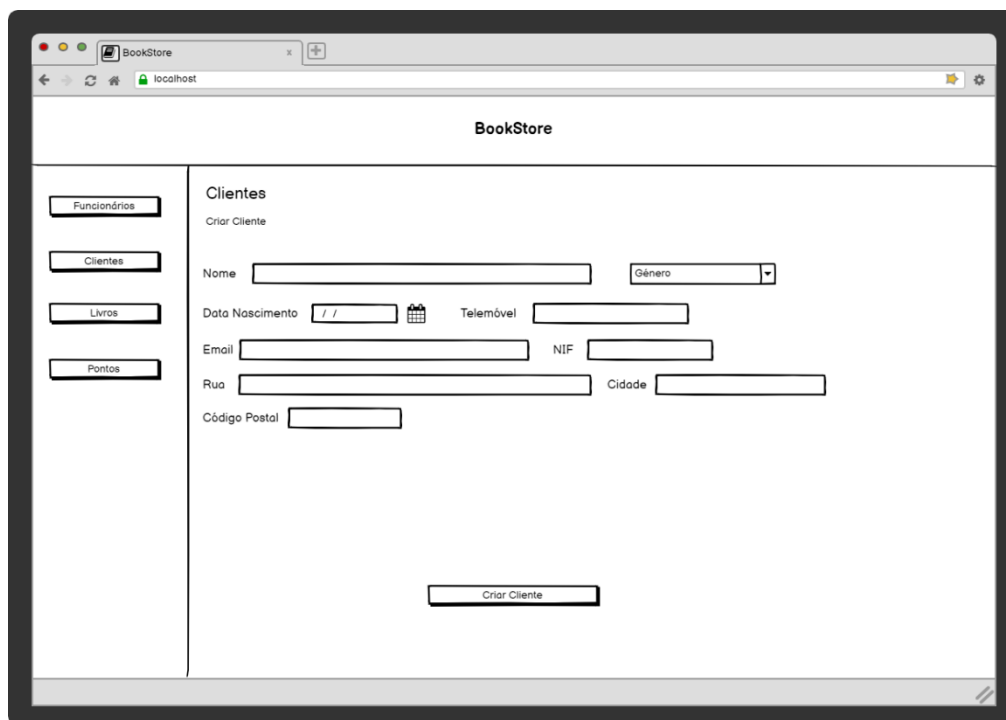 BookStore x
localhost
BookStore
Funcionários
Clientes
Livros
Pontos
Clientes
Criar Cliente
Nome Género
Data Nascimento / / Telemóvel
Email NIF
Rua Cidade
Código Postal
Criar Cliente